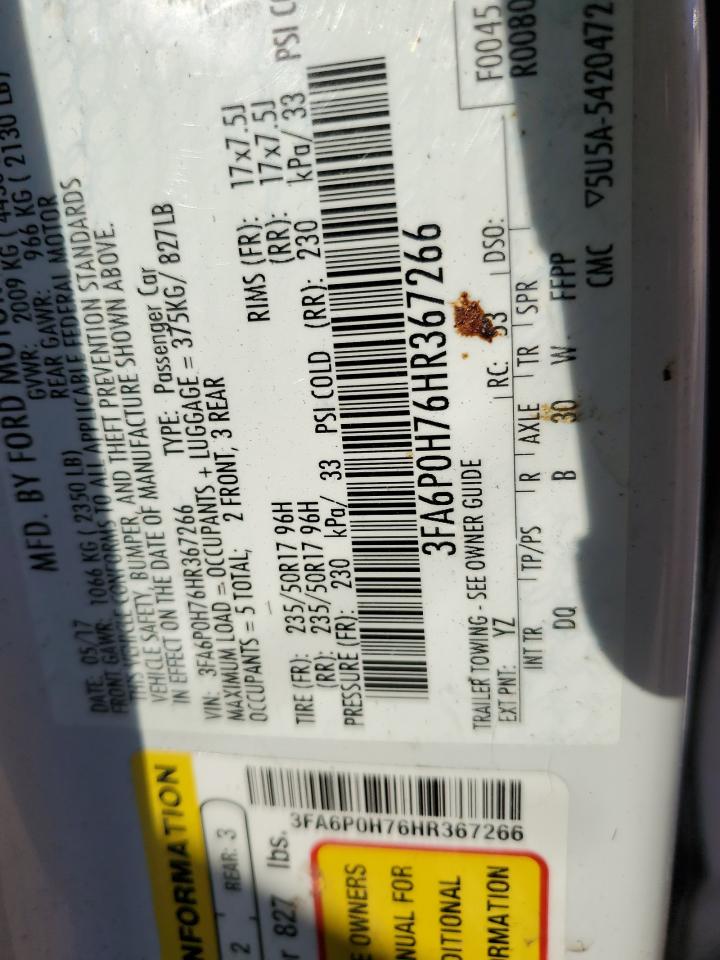 MFD. BY FORD MOTOR
DATE: 05/17 GVWR: 2009 KG
FRONT GAWR: 1066 KG ( 2350 LB) REAR GAWR: 966 KG ( 2130 LB)
THIS VEHICLE CONFORMS TO ALL APPLICABLE FEDERAL MOTOR
VEHICLE SAFETY, BUMPER, AND THEFT PREVENTION STANDARDS
IN EFFECT ON THE DATE OF MANUFACTURE SHOWN ABOVE.
VIN: 3FA6P0H76HR367266 TYPE: Passenger Car
MAXIMUM LOAD = OCCUPANTS + LUGGAGE = 375KG/ 827LB
OCCUPANTS = 5 TOTAL; 2 FRONT, 3 REAR
TIRE (FR): 235/50R17 96H RIMS (FR): 17x7.5J
(RR): 235/50R17 96H (RR): 17x7.5J
PRESSURE (FR): 230 kPa/ 33 PSI COLD (RR): 230 kPa/ 33 PSI CO
3FA6P0H76HR367266
TRAILER TOWING - SEE OWNER GUIDE
F0045
R0080
EXT PNT: YZ RC: 33 DSO:
INT TR TP/PS R AXLE TR SPR
DQ B 30 W FFPP
CMC ▽5U5A-5420472
NFORMATION
2 REAR: 3
r 827 lbs.
3FA6P0H76HR367266
E OWNERS
NUAL FOR
DITIONAL
RMATION